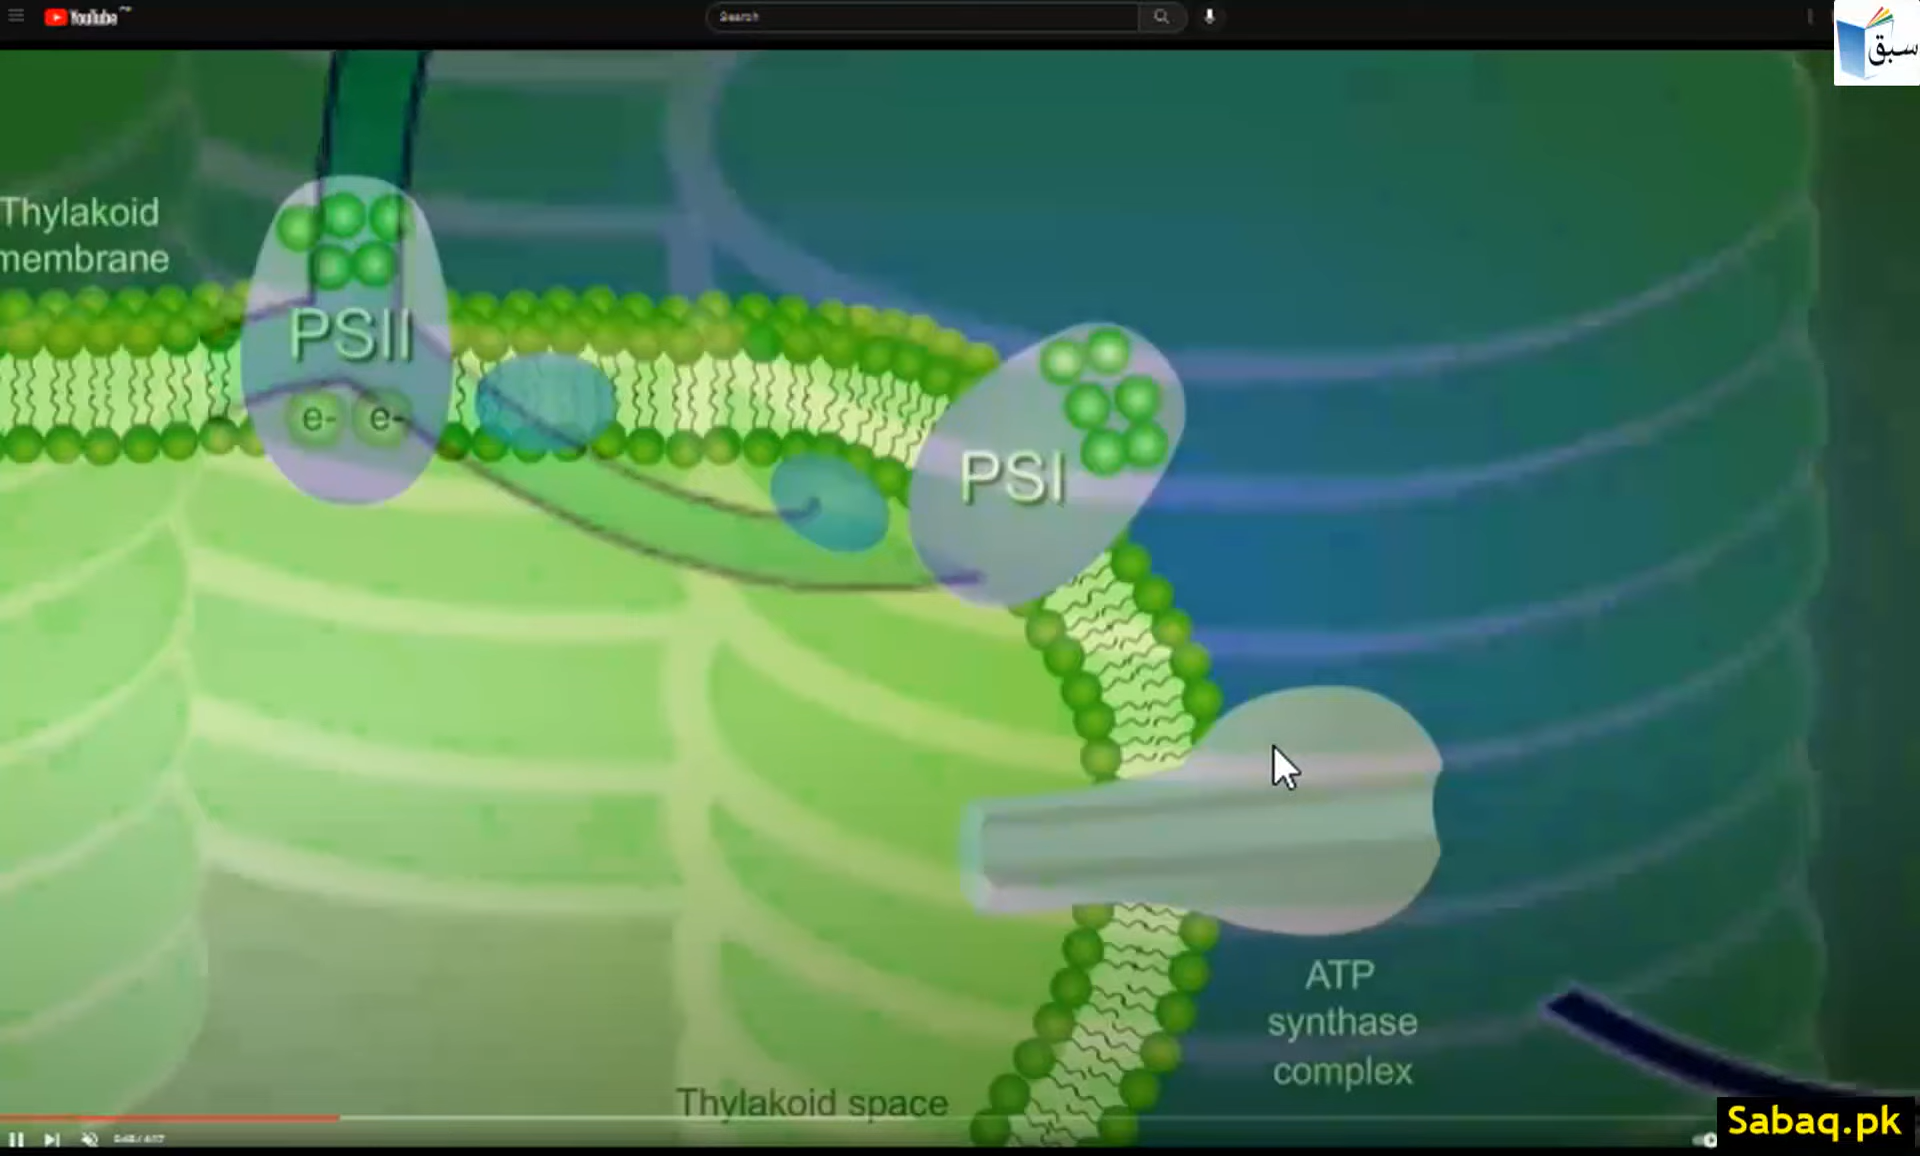 YouTube
Search
سبق
Thylakoid
membrane
PSII
e- e-
PSI
ATP
synthase
complex
Thylakoid space
Sabaq.pk